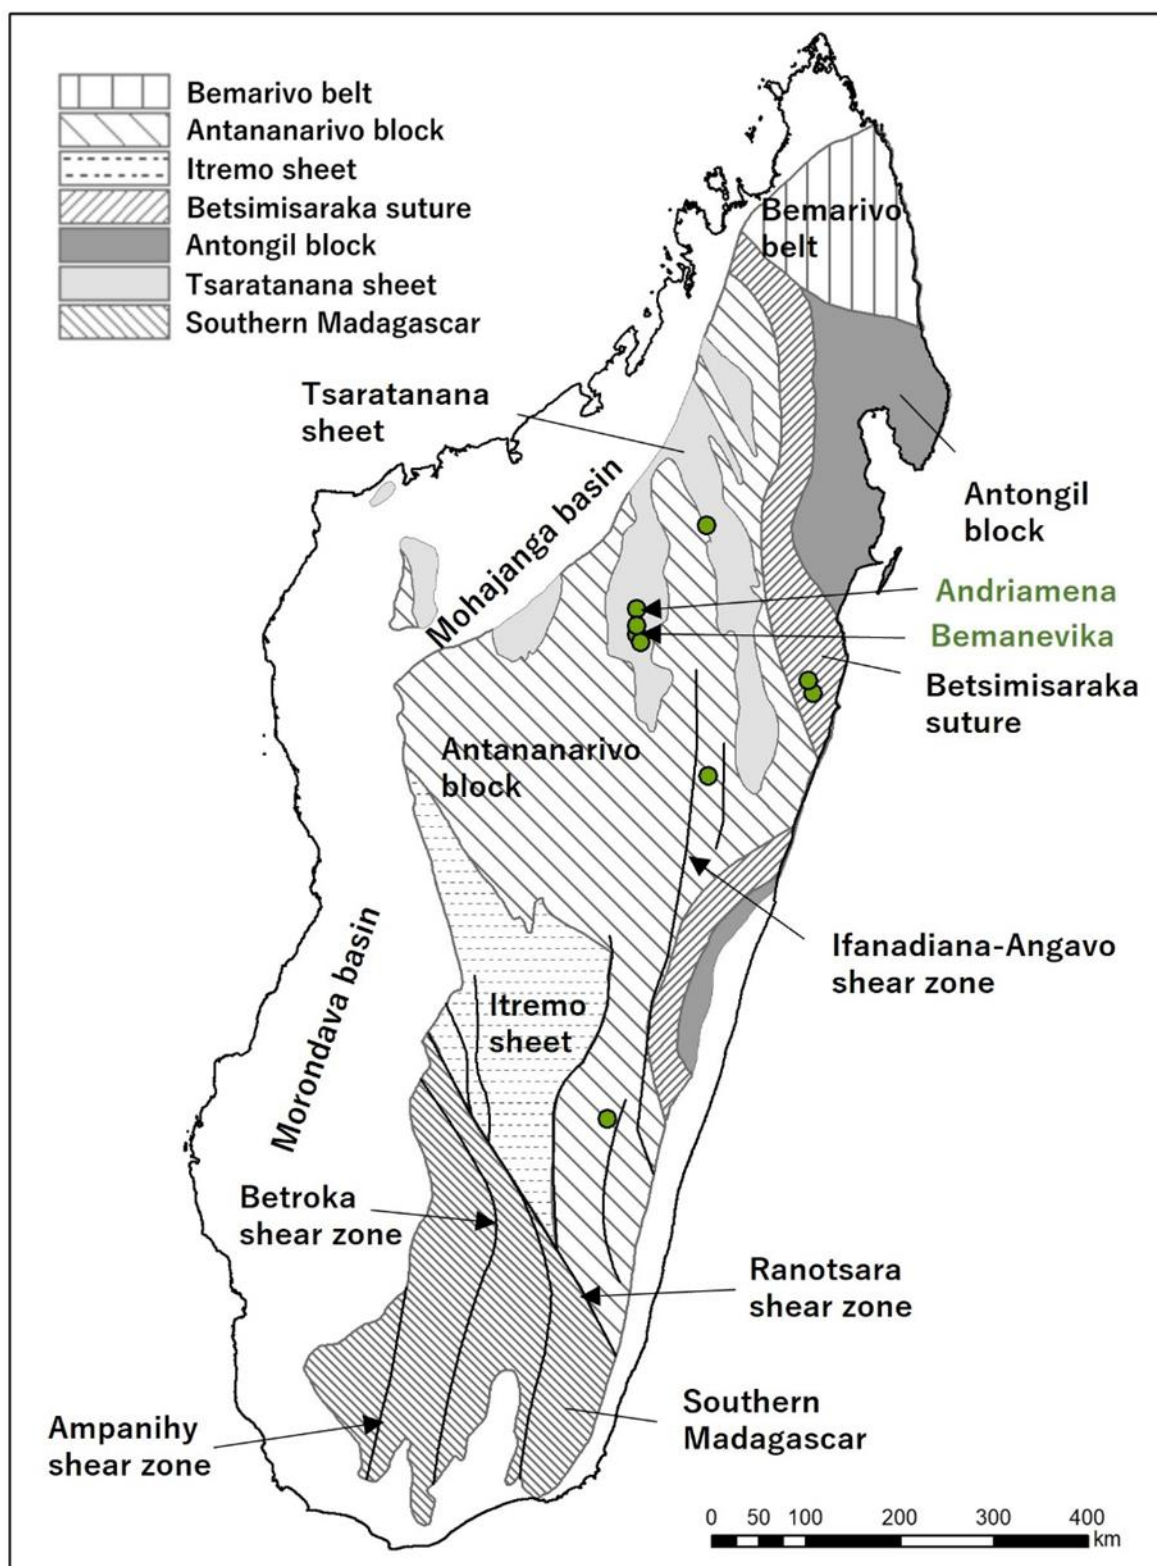 Bemarivo belt
Antananarivo block
Itremo sheet
Betsimisaraka suture
Antongil block
Tsaratanana sheet
Southern Madagascar
Bemarivo
belt
Tsaratanana
sheet
Mohajanga basin
Antongil
block
Andriamena
Bemanevika
Betsimisaraka
suture
Antananarivo
block
Morondava basin
Ifanadiana-Angavo
shear zone
Itremo
sheet
Betroka
shear zone
Ranotsara
shear zone
Southern
Madagascar
Ampanihy
shear zone
0 50 100 200 300 400
km